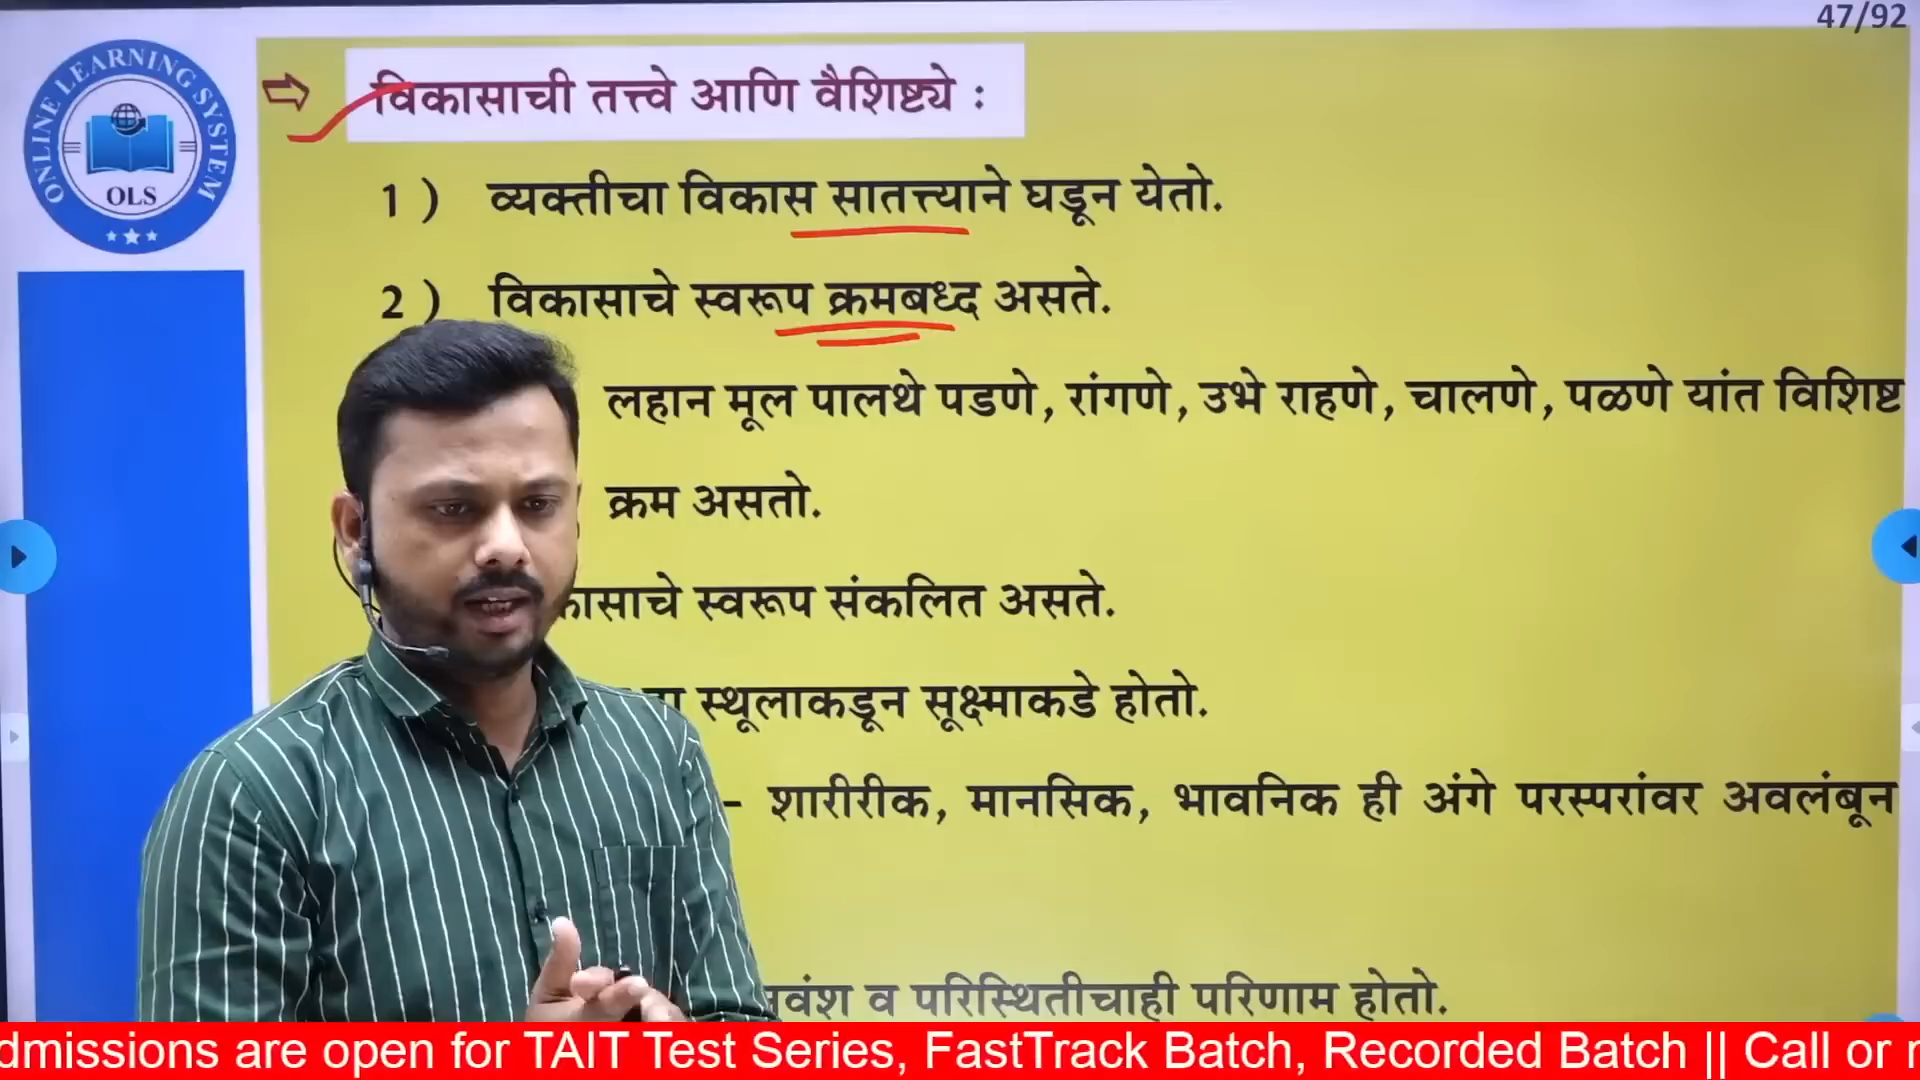 47/92
ONLINE LEARNING SYSTEM
OLS
विकासाची तत्त्वे आणि वैशिष्ट्ये :
1 ) व्यक्तीचा विकास सातत्त्याने घडून येतो.
2 ) विकासाचे स्वरूप क्रमबध्द असते.
लहान मूल पालथे पडणे, रांगणे, उभे राहणे, चालणे, पळणे यांत विशिष्ट
क्रम असतो.
स्वरूप संकलित असते.
स्थूलाकडून सूक्ष्माकडे होतो.
- शारीरीक, मानसिक, भावनिक ही अंगे परस्परांवर अवलंबून
व परिस्थितीचाही परिणाम होतो.
are open for TAIT Test Series, FastTrack Batch, Recorded Batch || Call or